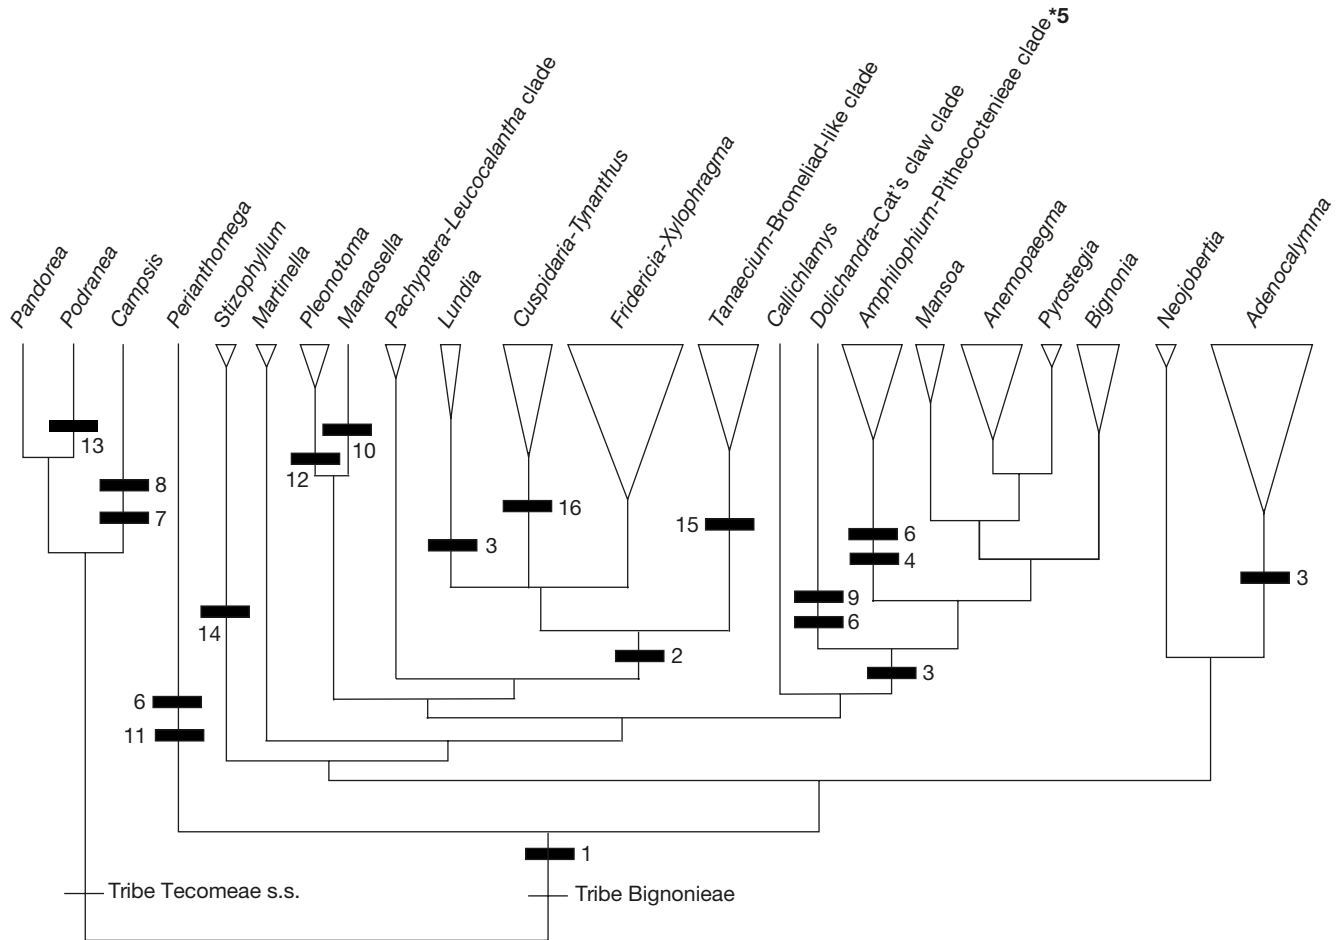 Pandorea
Podranea
Campsis
Perianthomega
Stizophyllum
Martinella
Pleonotoma
Manaosella
Pachyptera-Leucocalantha clade
Lundia
Cuspidaria-Tynanthus
Fridericia-Xylophragma
Tanaecium-Bromeliad-like clade
Callichlamys
Dolichandra-Cat's claw clade
Amphilophium-Pithecoctenieae clade*5
Mansoa
Anemopaegma
Pyrostegia
Bignonia
Neojobertia
Adenocalymma
13
10
12
8
16
7
15
6
3
4
3
9
14
6
2
3
6
11
1
Tribe Tecomeae s.s.
Tribe Bignonieae